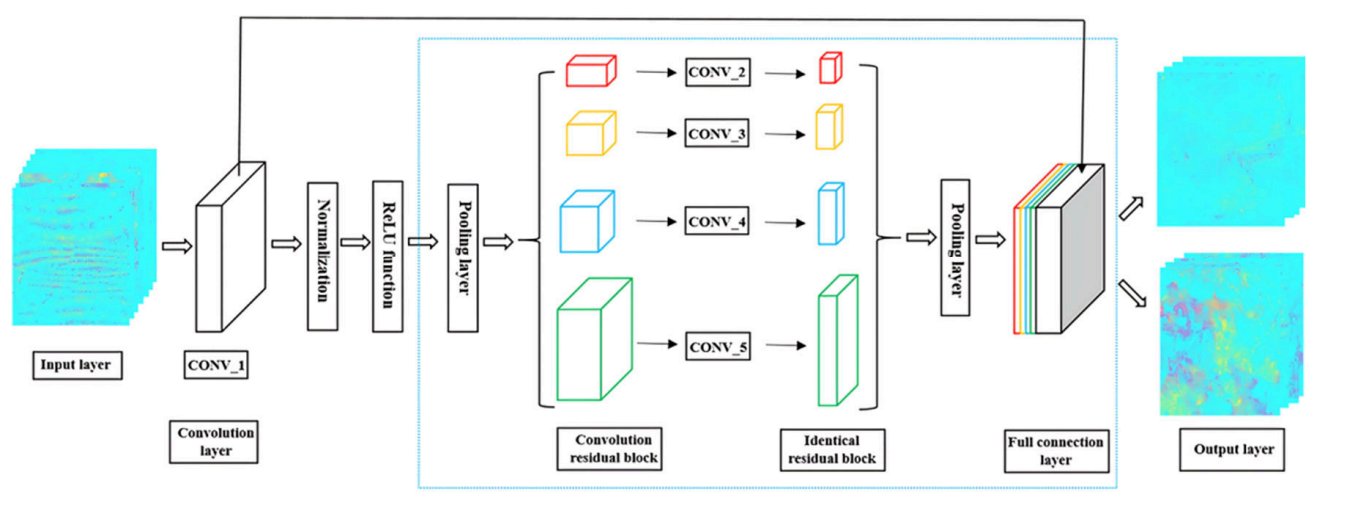 CONV_2
CONV_3
Normalization
ReLU function
Pooling layer
CONV_4
Pooling layer
CONV_5
Input layer
CONV_1
Convolution
layer
Convolution
residual block
Identical
residual block
Full connection
layer
Output layer